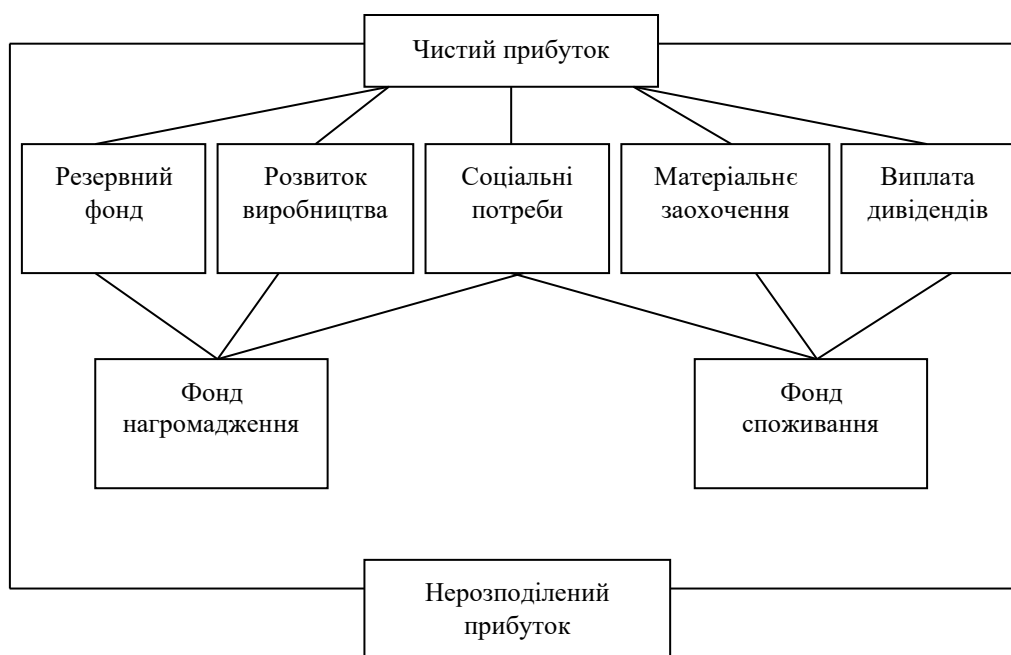 Чистий прибуток
Резервний
фонд
Розвиток
виробництва
Соціальні
потреби
Матеріальнє
заохочення
Виплата
дивідендів
Фонд
нагромадження
Фонд
споживання
Нерозподілений
прибуток